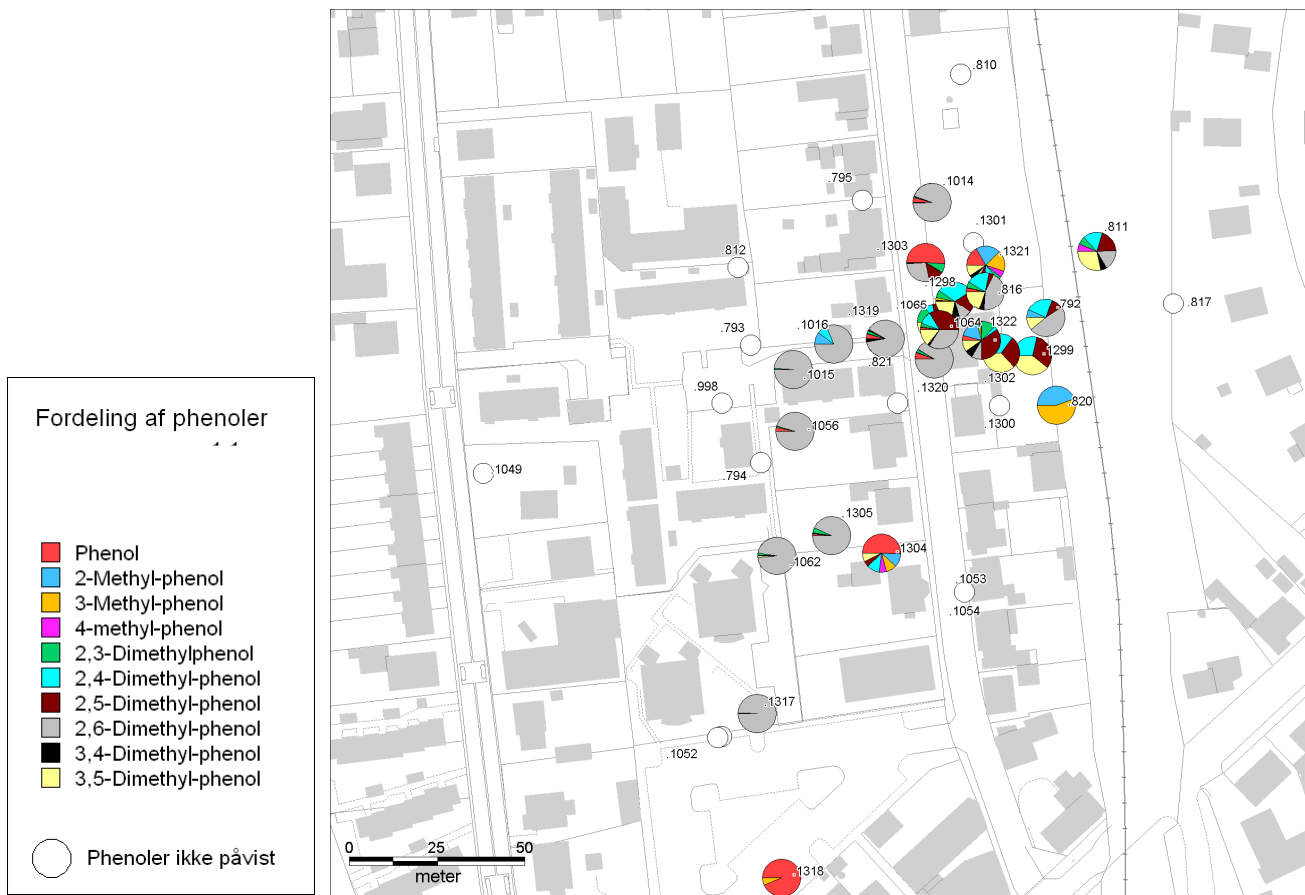 Fordeling af phenoler
Phenol
2-Methyl-phenol
3-Methyl-phenol
4-methyl-phenol
2,3-Dimethylphenol
2,4-Dimethyl-phenol
2,5-Dimethyl-phenol
2,6-Dimethyl-phenol
3,4-Dimethyl-phenol
3,5-Dimethyl-phenol
Phenoler ikke påvist
.810
.795
.1014
.1301
.811
.1303
.1321
.812
.1298
.816
.817
.1319
.1065
.792
.1016
.1064
.1322
.793
.821
.1299
.1015
.1320
.1302
.998
.820
.1300
.1056
.1049
.794
.1305
.1304
.1062
.1053
.1054
.1317
.1052
.1318
0 25 50
meter